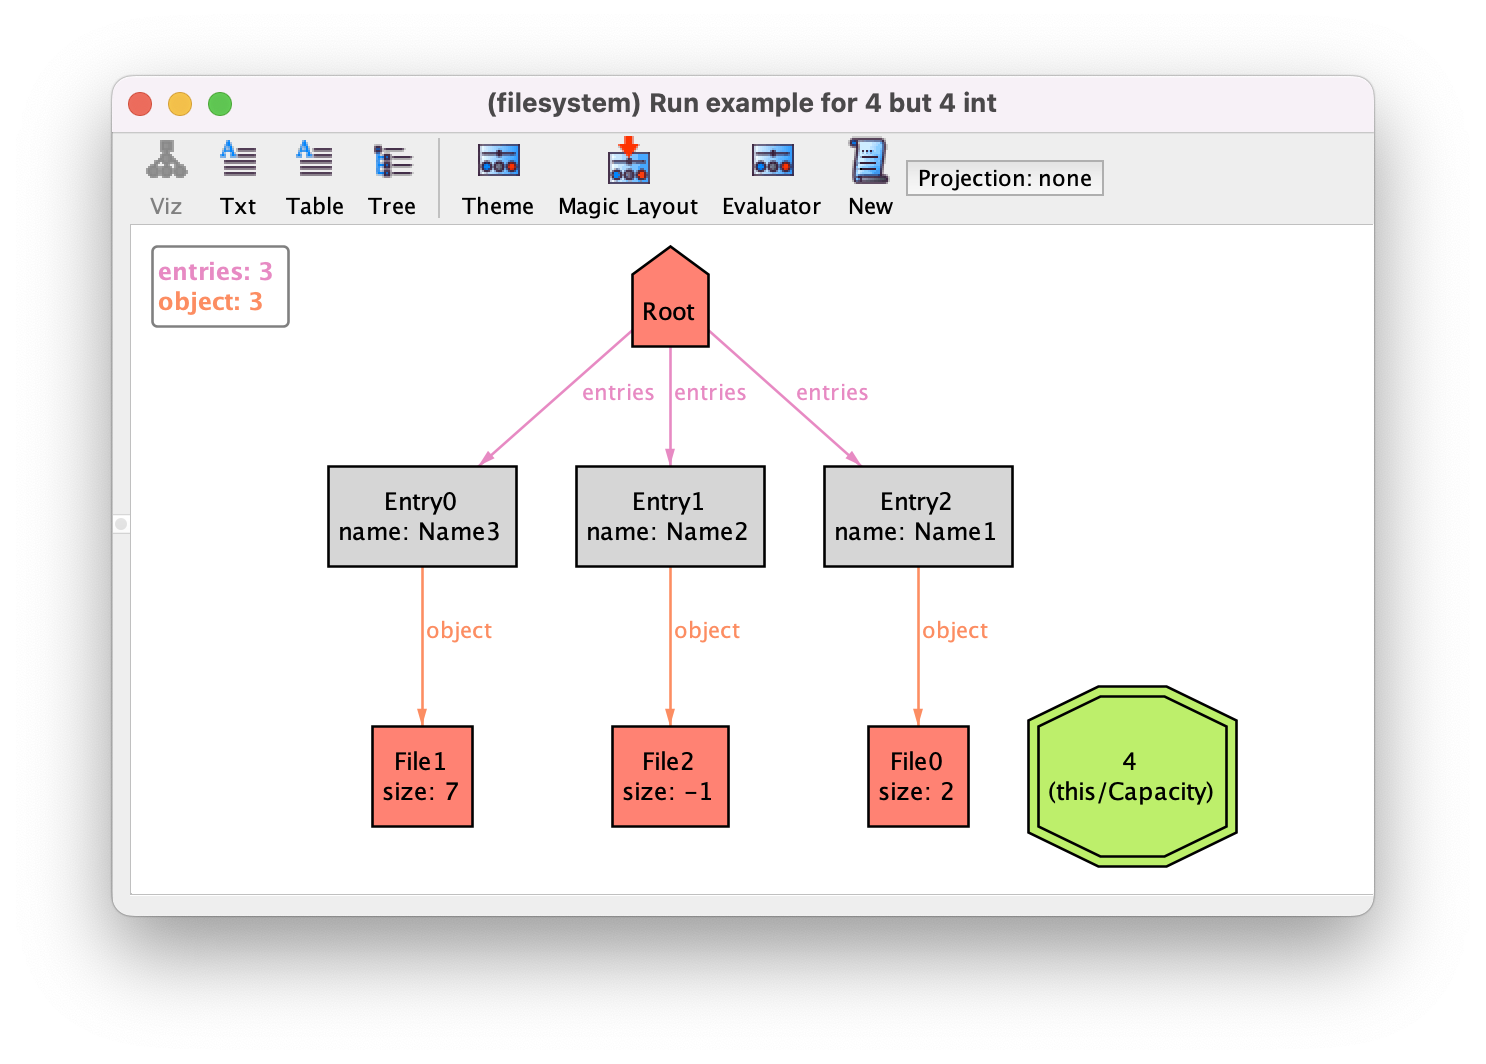 (filesystem) Run example for 4 but 4 int
Viz Txt Table Tree Theme Magic Layout Evaluator New Projection: none
entries: 3
object: 3
Root
entries entries entries
Entry0
name: Name3
Entry1
name: Name2
Entry2
name: Name1
object object object
File1
size: 7
File2
size: -1
File0
size: 2
4
(this/Capacity)